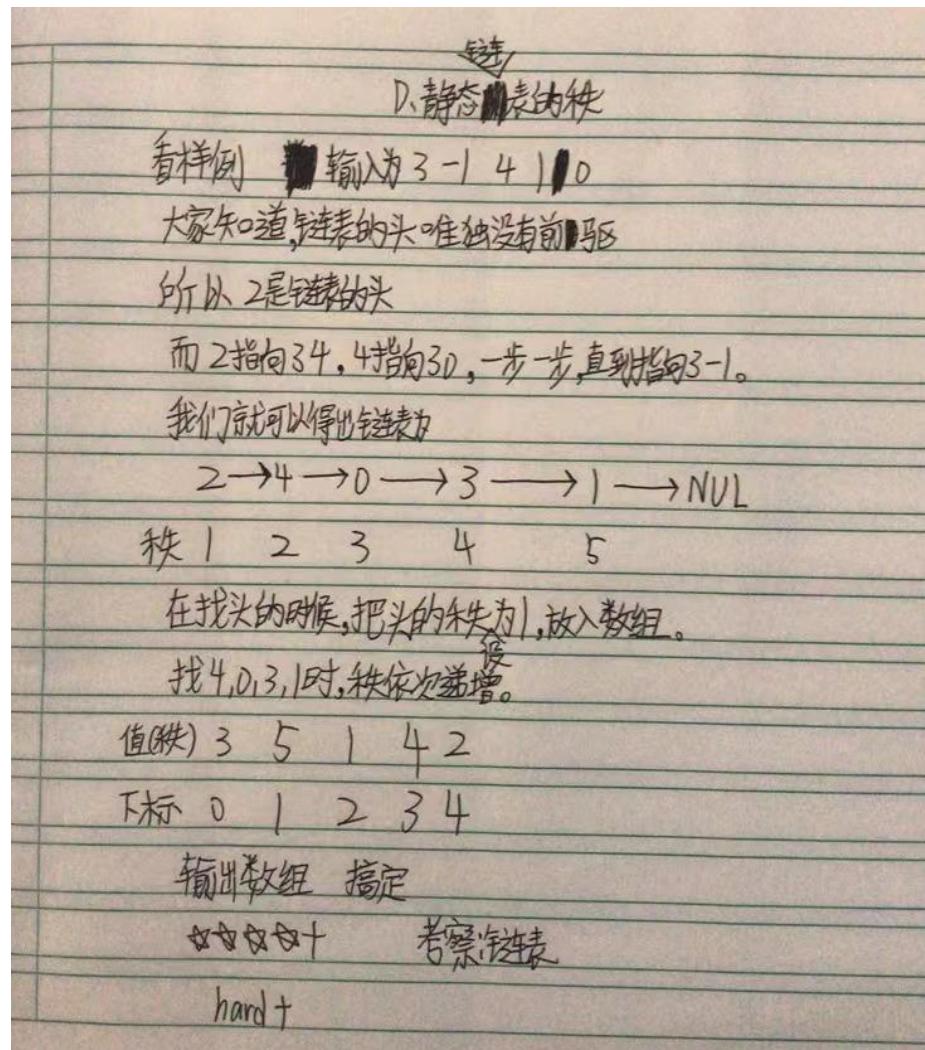 D、静态链表的秩
看样例 输入为 3 -1 4 1 0
大家知道,链表的头唯独没有前驱
所以 2是链表的头
而 2指向34，4指向30，一步一步,直到指向3-1。
我们就可以得出链表为
2→4→0→3→1→NUL
秩 1 2 3 4 5
在找头的时候,把头的秩设为1,放入数组。
找4,0,3,1时,秩依次递增。
值(秩) 3 5 1 4 2
下标 0 1 2 3 4
输出数组 搞定
☆☆☆☆+ 考察:链表
hard+